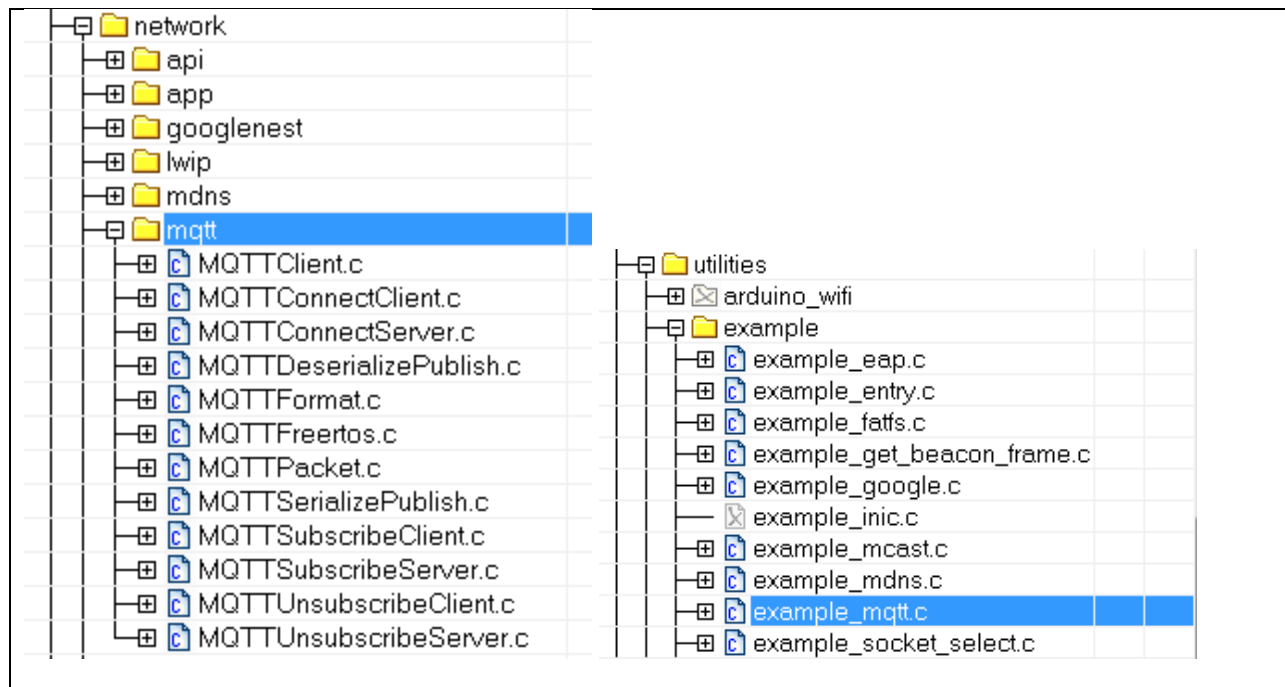 network
api
app
googlenest
lwip
mdns
mqtt
MQTTClient.c
MQTTConnectClient.c
MQTTConnectServer.c
MQTTDeserializePublish.c
MQTTFormat.c
MQTTFreertos.c
MQTTPacket.c
MQTTSerializePublish.c
MQTTSubscribeClient.c
MQTTSubscribeServer.c
MQTTUnsubscribeClient.c
MQTTUnsubscribeServer.c
utilities
arduino_wifi
example
example_eap.c
example_entry.c
example_fatfs.c
example_get_beacon_frame.c
example_google.c
example_inic.c
example_mcast.c
example_mdns.c
example_mqtt.c
example_socket_select.c